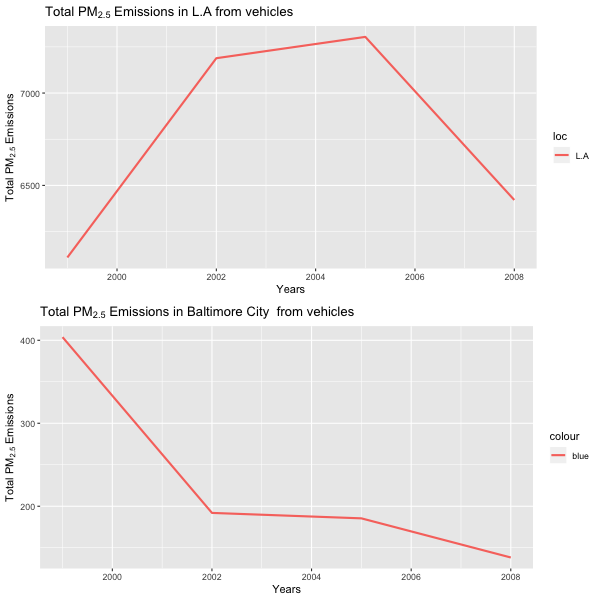 Total PM2.5 Emissions in L.A from vehicles
Total PM2.5 Emissions
7000
6500
2000 2002 2004 2006 2008
Years
loc
L.A
Total PM2.5 Emissions in Baltimore City  from vehicles
Total PM2.5 Emissions
400
300
200
2000 2002 2004 2006 2008
Years
colour
blue